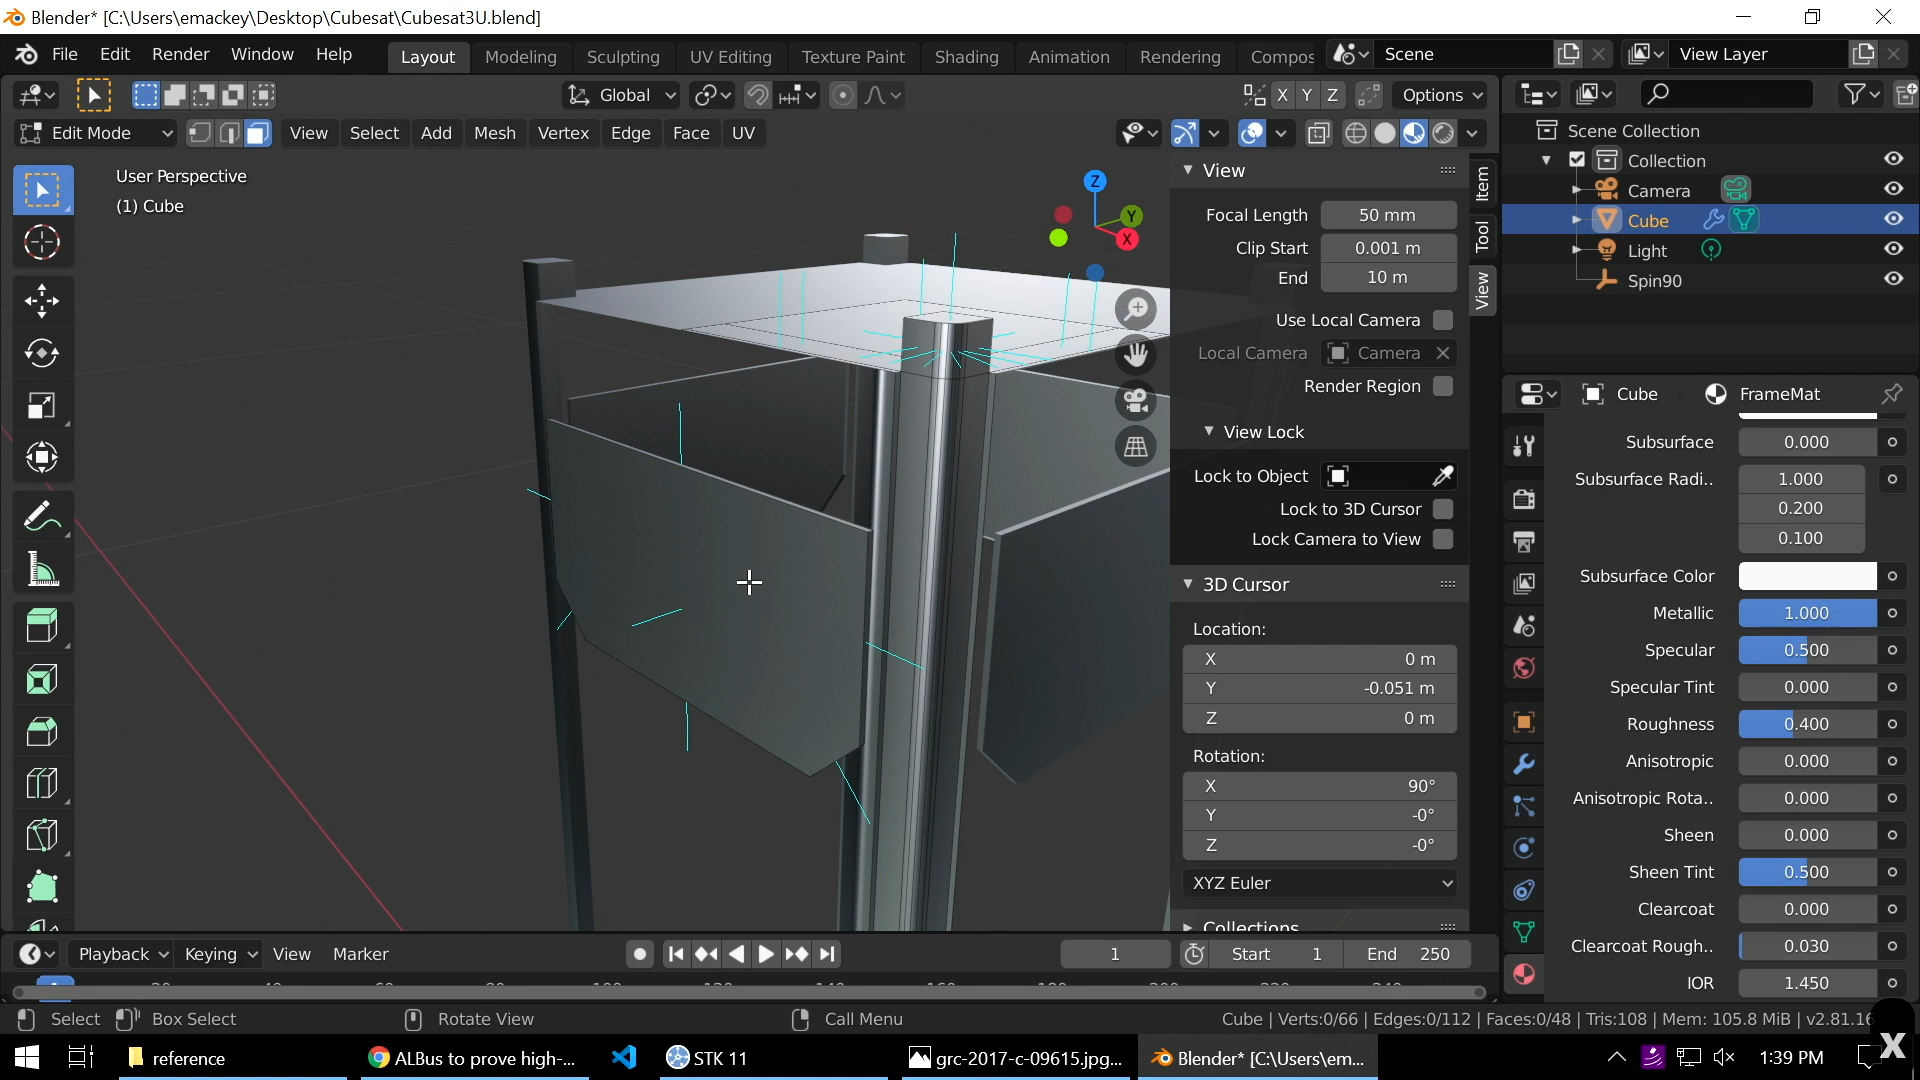 Blender* [C:\Users\emackey\Desktop\Cubesat\Cubesat3U.blend]
File Edit Render Window Help Layout Modeling Sculpting UV Editing Texture Paint Shading Animation Rendering Compos Scene View Layer
Global X Y Z Options
Edit Mode View Select Add Mesh Vertex Edge Face UV
User Perspective
(1) Cube
Z
Y
X
View
Focal Length 50 mm
Clip Start 0.001 m
End 10 m
Use Local Camera
Local Camera Camera
Render Region
View Lock
Lock to Object
Lock to 3D Cursor
Lock Camera to View
3D Cursor
Location:
X 0 m
Y -0.051 m
Z 0 m
Rotation:
X 90°
Y -0°
Z -0°
XYZ Euler
Collections
Item
Tool
View
Scene Collection
Collection
Camera
Cube
Light
Spin90
Cube FrameMat
Subsurface 0.000
Subsurface Radi.. 1.000
0.200
0.100
Subsurface Color
Metallic 1.000
Specular 0.500
Specular Tint 0.000
Roughness 0.400
Anisotropic 0.000
Anisotropic Rota.. 0.000
Sheen 0.000
Sheen Tint 0.500
Clearcoat 0.000
Clearcoat Rough.. 0.030
IOR 1.450
Playback Keying View Marker 1 Start 1 End 250
Select Box Select Rotate View Call Menu Cube | Verts:0/66 | Edges:0/112 | Faces:0/48 | Tris:108 | Mem: 105.8 MiB | v2.81.16
reference ALBus to prove high-... STK 11 grc-2017-c-09615.jpg... Blender* [C:\Users\em... 1:39 PM
X